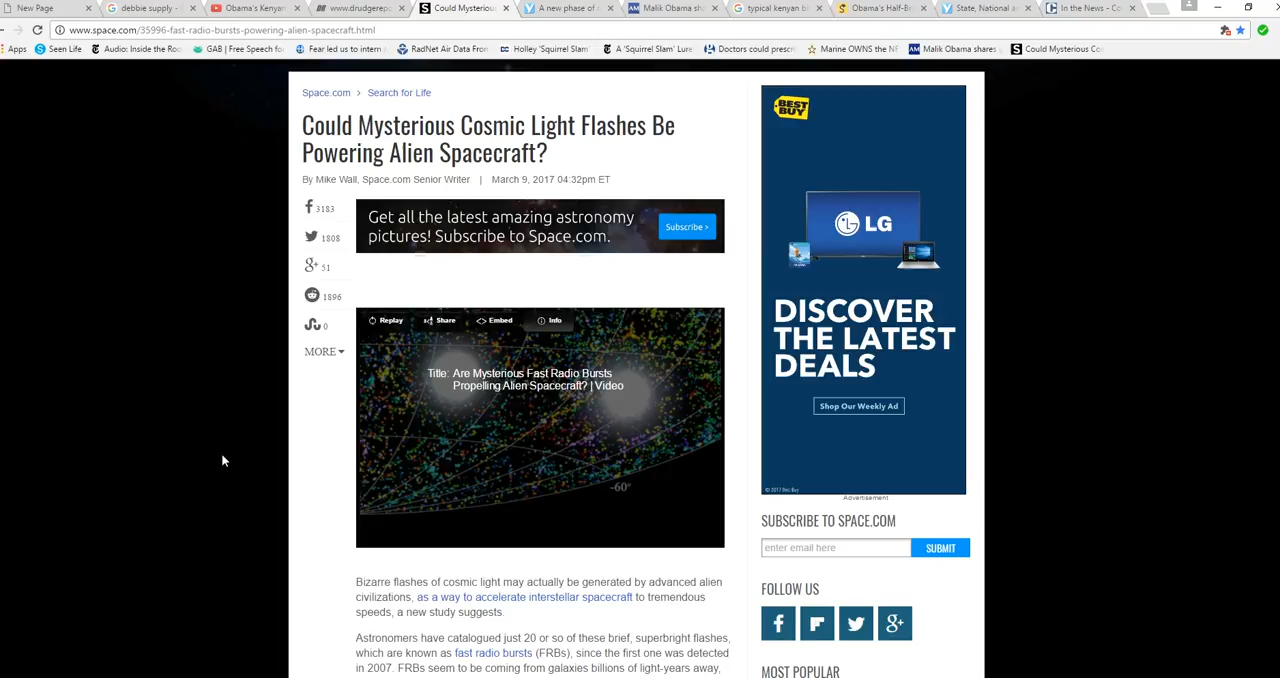 New Page
debbie supply -
Obama's Kenyan
www.drudgerepo
Could Mysteriou
A new phase of
Malik Obama sha
typical kenyan bi
Obama's Half-Br
State, National an
In the News - Co
www.space.com/35996-fast-radio-bursts-powering-alien-spacecraft.html
Apps
Seen Life
Audio: Inside the Roo
GAB | Free Speech fo
Fear led us to intern
RadNet Air Data From
Holley 'Squirrel Slam'
A 'Squirrel Slam' Lure
Doctors could prescri
Marine OWNS the NF
Malik Obama shares
Could Mysterious Co
Space.com > Search for Life
Could Mysterious Cosmic Light Flashes Be
Powering Alien Spacecraft?
By Mike Wall, Space.com Senior Writer | March 9, 2017 04:32pm ET
3183
1808
51
1896
0
MORE
Get all the latest amazing astronomy
pictures! Subscribe to Space.com.
Subscribe >
Replay
Share
Embed
Info
Title: Are Mysterious Fast Radio Bursts
Propelling Alien Spacecraft? | Video
-60°
Bizarre flashes of cosmic light may actually be generated by advanced alien
civilizations, as a way to accelerate interstellar spacecraft to tremendous
speeds, a new study suggests.
Astronomers have catalogued just 20 or so of these brief, superbright flashes,
which are known as fast radio bursts (FRBs), since the first one was detected
in 2007. FRBs seem to be coming from galaxies billions of light-years away,
BEST
BUY
LG
DISCOVER
THE LATEST
DEALS
Shop Our Weekly Ad
© 2017 Best Buy
Advertisement
SUBSCRIBE TO SPACE.COM
enter email here
SUBMIT
FOLLOW US
MOST POPULAR